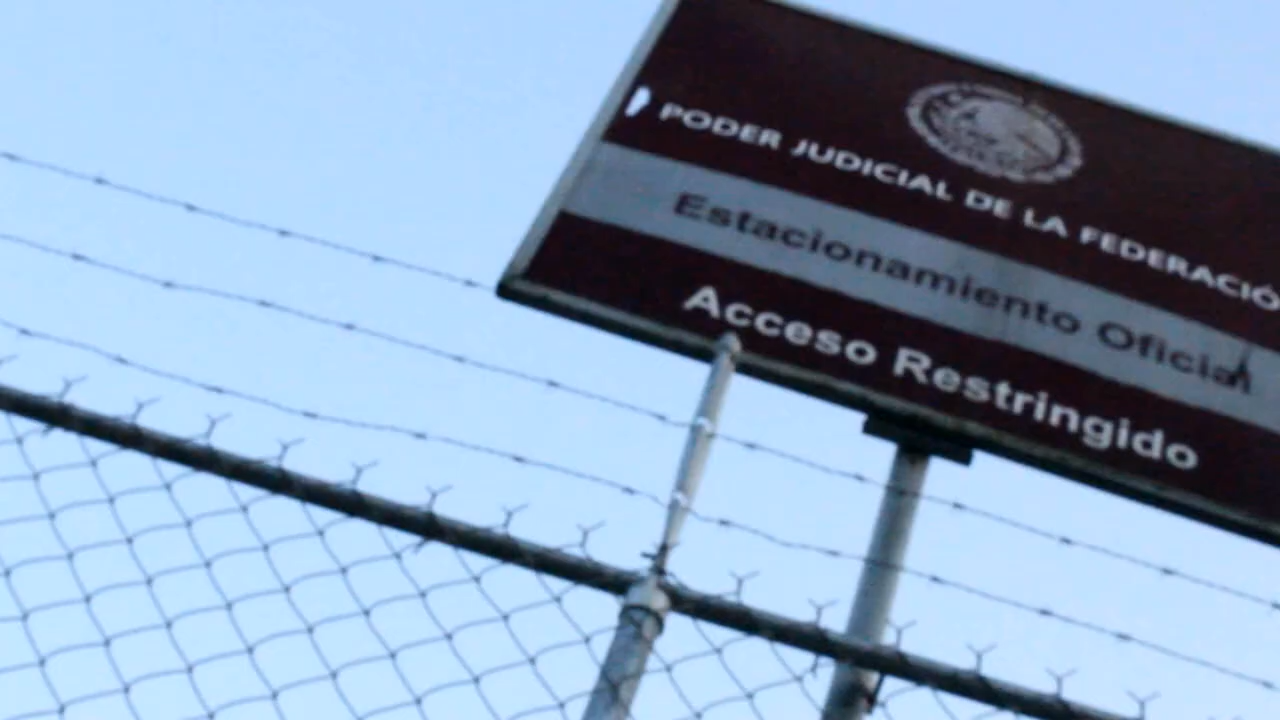 PODER JUDICIAL DE LA FEDERACIÓ
Estacionamiento Oficial
Acceso Restringido